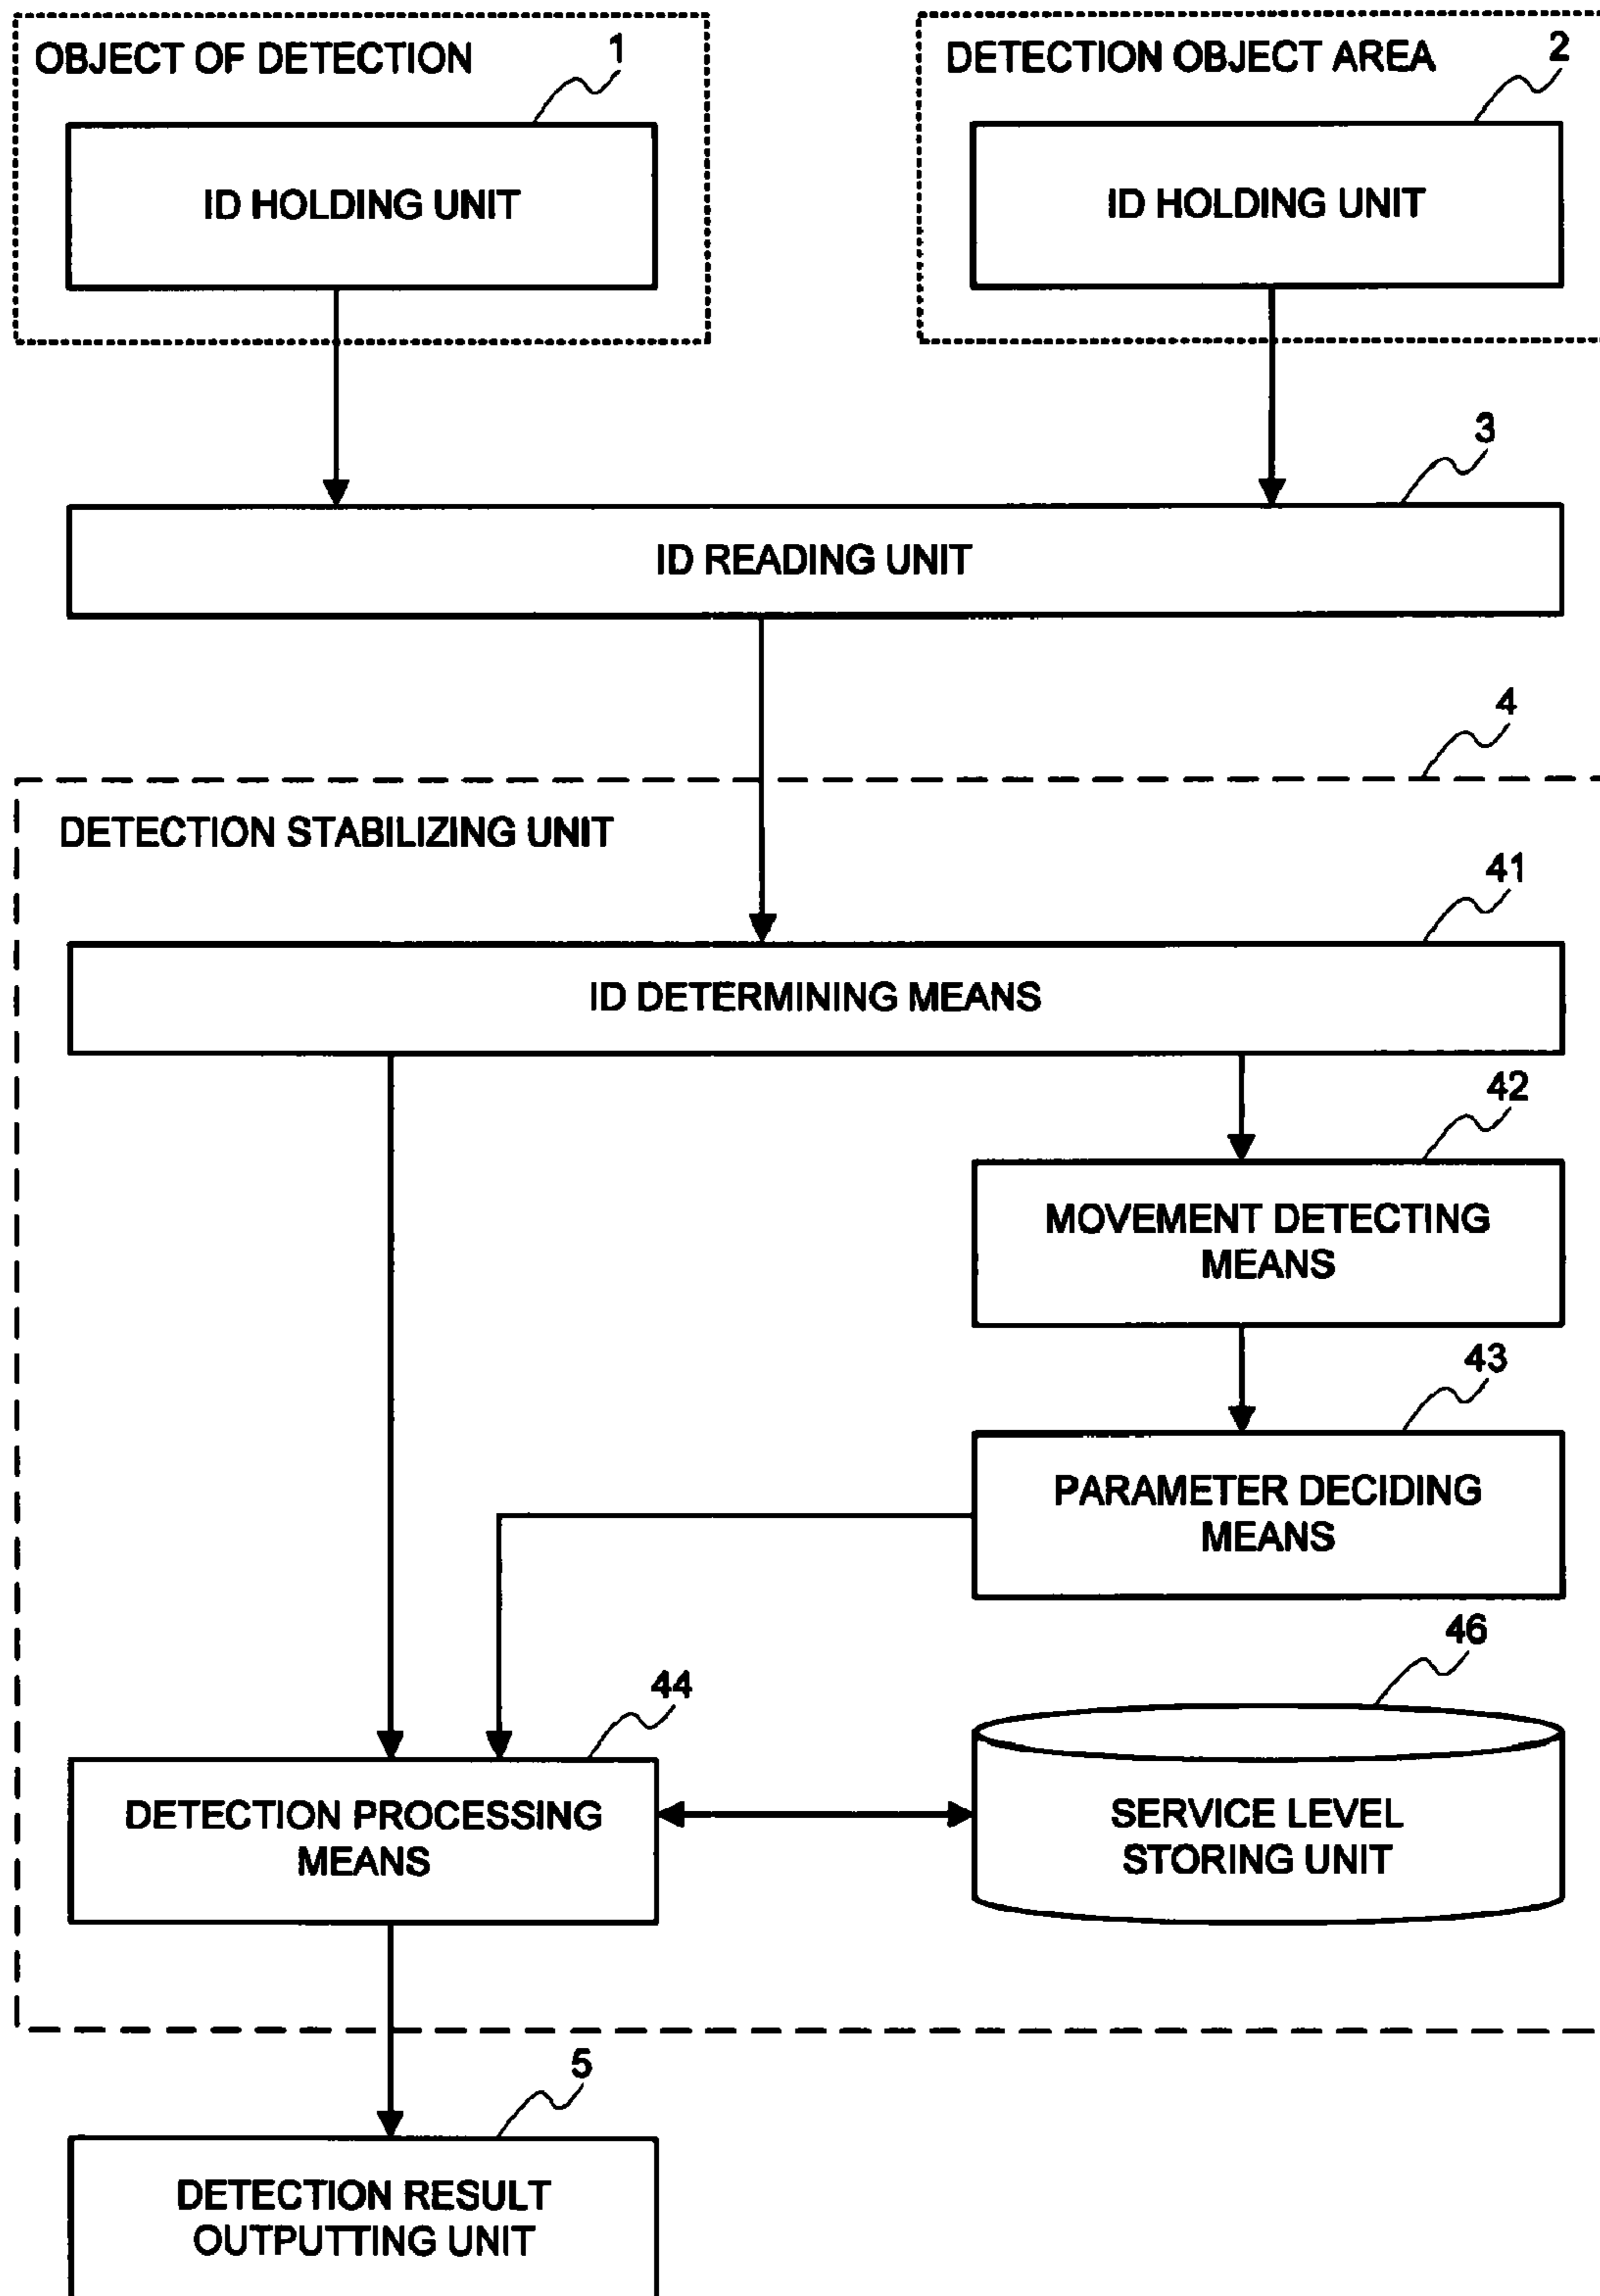 OBJECT OF DETECTION
1
ID HOLDING UNIT
DETECTION OBJECT AREA
2
ID HOLDING UNIT
3
ID READING UNIT
4
DETECTION STABILIZING UNIT
41
ID DETERMINING MEANS
42
MOVEMENT DETECTING
MEANS
43
PARAMETER DECIDING
MEANS
44
DETECTION PROCESSING
MEANS
46
SERVICE LEVEL
STORING UNIT
5
DETECTION RESULT
OUTPUTTING UNIT